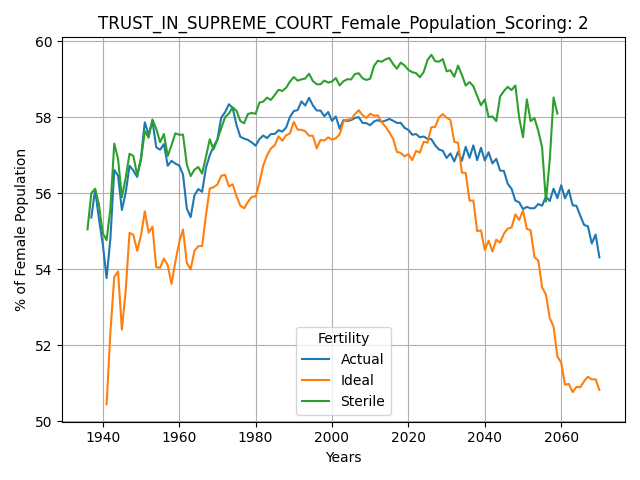 TRUST_IN_SUPREME_COURT_Female_Population_Scoring: 2
60
58
56
54
52
50
% of Female Population
Fertility
Actual
Ideal
Sterile
1940
1960
1980
2000
2020
2040
2060
Years